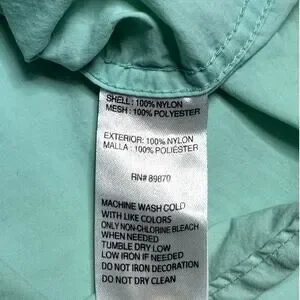 SHELL: 100% NYLON
MESH: 100% POLYESTER
EXTERIOR: 100% NYLON
MALLA: 100% POLIÉSTER
RN# 89870
MACHINE WASH COLD
WITH LIKE COLORS
ONLY NON-CHLORINE BLEACH
WHEN NEEDED
TUMBLE DRY LOW
LOW IRON IF NEEDED
DO NOT IRON DECORATION
DO NOT DRY CLEAN